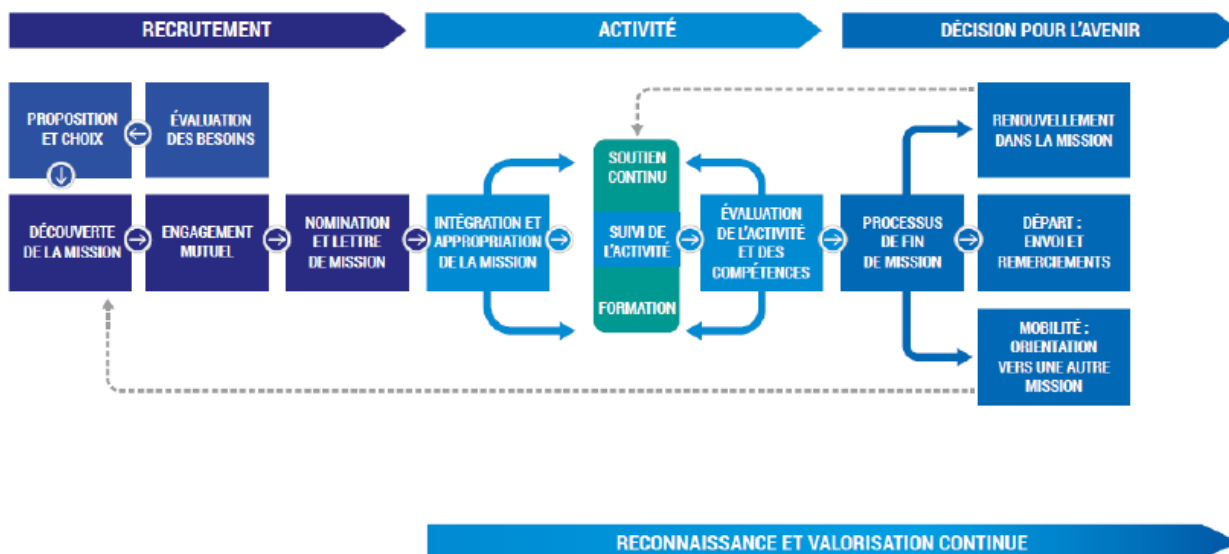 RECRUTEMENT
ACTIVITÉ
DÉCISION POUR L'AVENIR
PROPOSITION
ET CHOIX
ÉVALUATION
DES BESOINS
DÉCOUVERTE
DE LA MISSION
ENGAGEMENT
MUTUEL
NOMINATION
ET LETTRE
DE MISSION
INTÉGRATION ET
APPROPRIATION
DE LA MISSION
SOUTIEN
CONTINU
SUIVI DE
L'ACTIVITÉ
FORMATION
ÉVALUATION
DE L'ACTIVITÉ
ET DES
COMPÉTENCES
PROCESSUS
DE FIN
DE MISSION
RENOUVELLEMENT
DANS LA MISSION
DÉPART :
ENVOI ET
REMERCIEMENTS
MOBILITÉ :
ORIENTATION
VERS UNE AUTRE
MISSION
RECONNAISSANCE ET VALORISATION CONTINUE